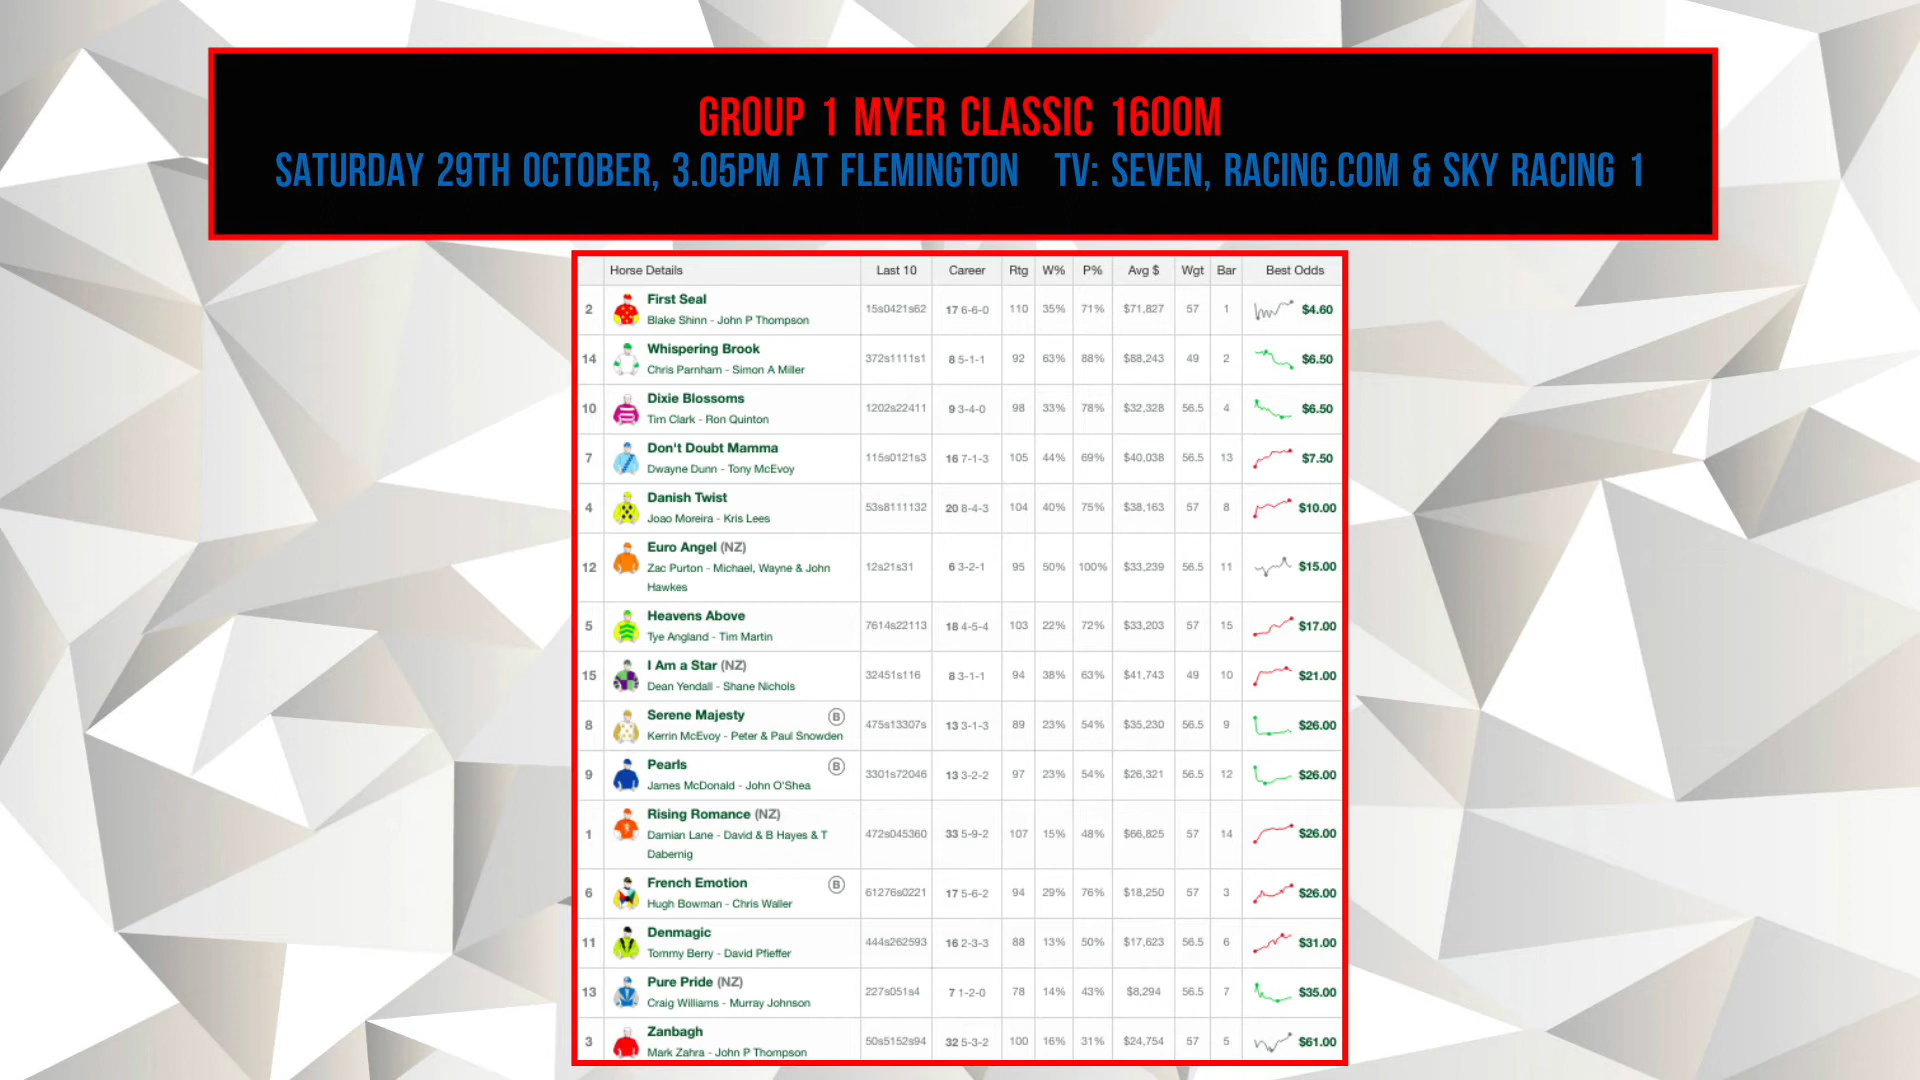 GROUP 1 MYER CLASSIC 1600M
SATURDAY 29TH OCTOBER, 3.05PM AT FLEMINGTON TV: SEVEN, RACING.COM & SKY RACING 1
Horse Details Last 10 Career Rtg W% P% Avg $ Wgt Bar Best Odds
2 First Seal 15s0421s62 17 6-6-0 110 35% 71% $71,827 57 1 $4.60
Blake Shinn - John P Thompson
14 Whispering Brook 372s1111s1 8 5-1-1 92 63% 88% $88,243 49 2 $6.50
Chris Parnham - Simon A Miller
10 Dixie Blossoms 1202s22411 9 3-4-0 98 33% 78% $32,328 56.5 4 $6.50
Tim Clark - Ron Quinton
7 Don't Doubt Mamma 115s0121s3 16 7-1-3 105 44% 69% $40,038 56.5 13 $7.50
Dwayne Dunn - Tony McEvoy
4 Danish Twist 53s8111132 20 8-4-3 104 40% 75% $38,163 57 8 $10.00
Joao Moreira - Kris Lees
12 Euro Angel (NZ) 12s21s31 6 3-2-1 95 50% 100% $33,239 56.5 11 $15.00
Zac Purton - Michael, Wayne & John
Hawkes
5 Heavens Above 7614s22113 18 4-5-4 103 22% 72% $33,203 57 15 $17.00
Tye Angland - Tim Martin
15 I Am a Star (NZ) 32451s116 8 3-1-1 94 38% 63% $41,743 49 10 $21.00
Dean Yendall - Shane Nichols
8 Serene Majesty B 475s13307s 13 3-1-3 89 23% 54% $35,230 56.5 9 $26.00
Kerrin McEvoy - Peter & Paul Snowden
9 Pearls B 3301s72046 13 3-2-2 97 23% 54% $26,321 56.5 12 $26.00
James McDonald - John O'Shea
1 Rising Romance (NZ) 472s045360 33 5-9-2 107 15% 48% $66,825 57 14 $26.00
Damian Lane - David & B Hayes & T
Dabernig
6 French Emotion B 61276s0221 17 5-6-2 94 29% 76% $18,250 57 3 $26.00
Hugh Bowman - Chris Waller
11 Denmagic 444s262593 16 2-3-3 88 13% 50% $17,623 56.5 6 $31.00
Tommy Berry - David Pfieffer
13 Pure Pride (NZ) 227s051s4 7 1-2-0 78 14% 43% $8,294 56.5 7 $35.00
Craig Williams - Murray Johnson
3 Zanbagh 50s5152s94 32 5-3-2 100 16% 31% $24,754 57 5 $61.00
Mark Zahra - John P Thompson